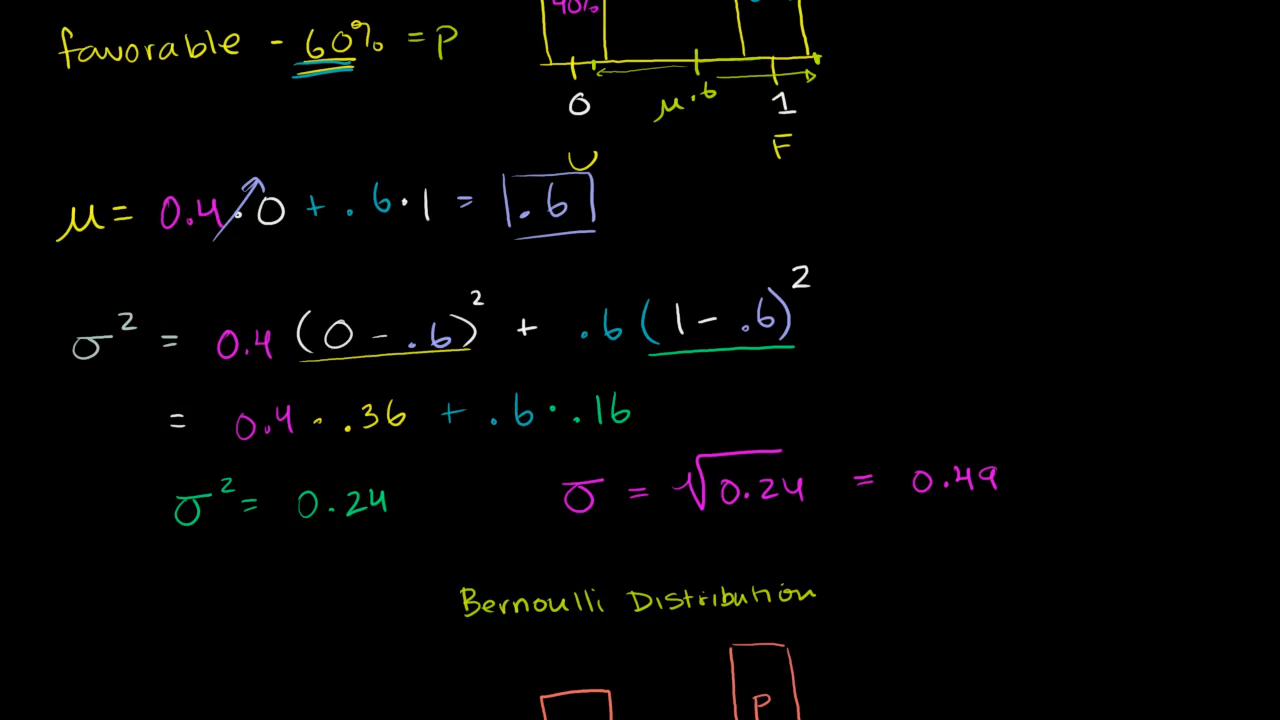 40%
favorable - 60% = P
0 μ .6 1
U F
μ = 0.4 · 0 + .6 · 1 = .6
σ² = 0.4 (0 - .6)² + .6 (1 - .6)²
= 0.4 · .36 + .6 · .16
σ² = 0.24 σ = √0.24 = 0.49
Bernoulli Distribution
P